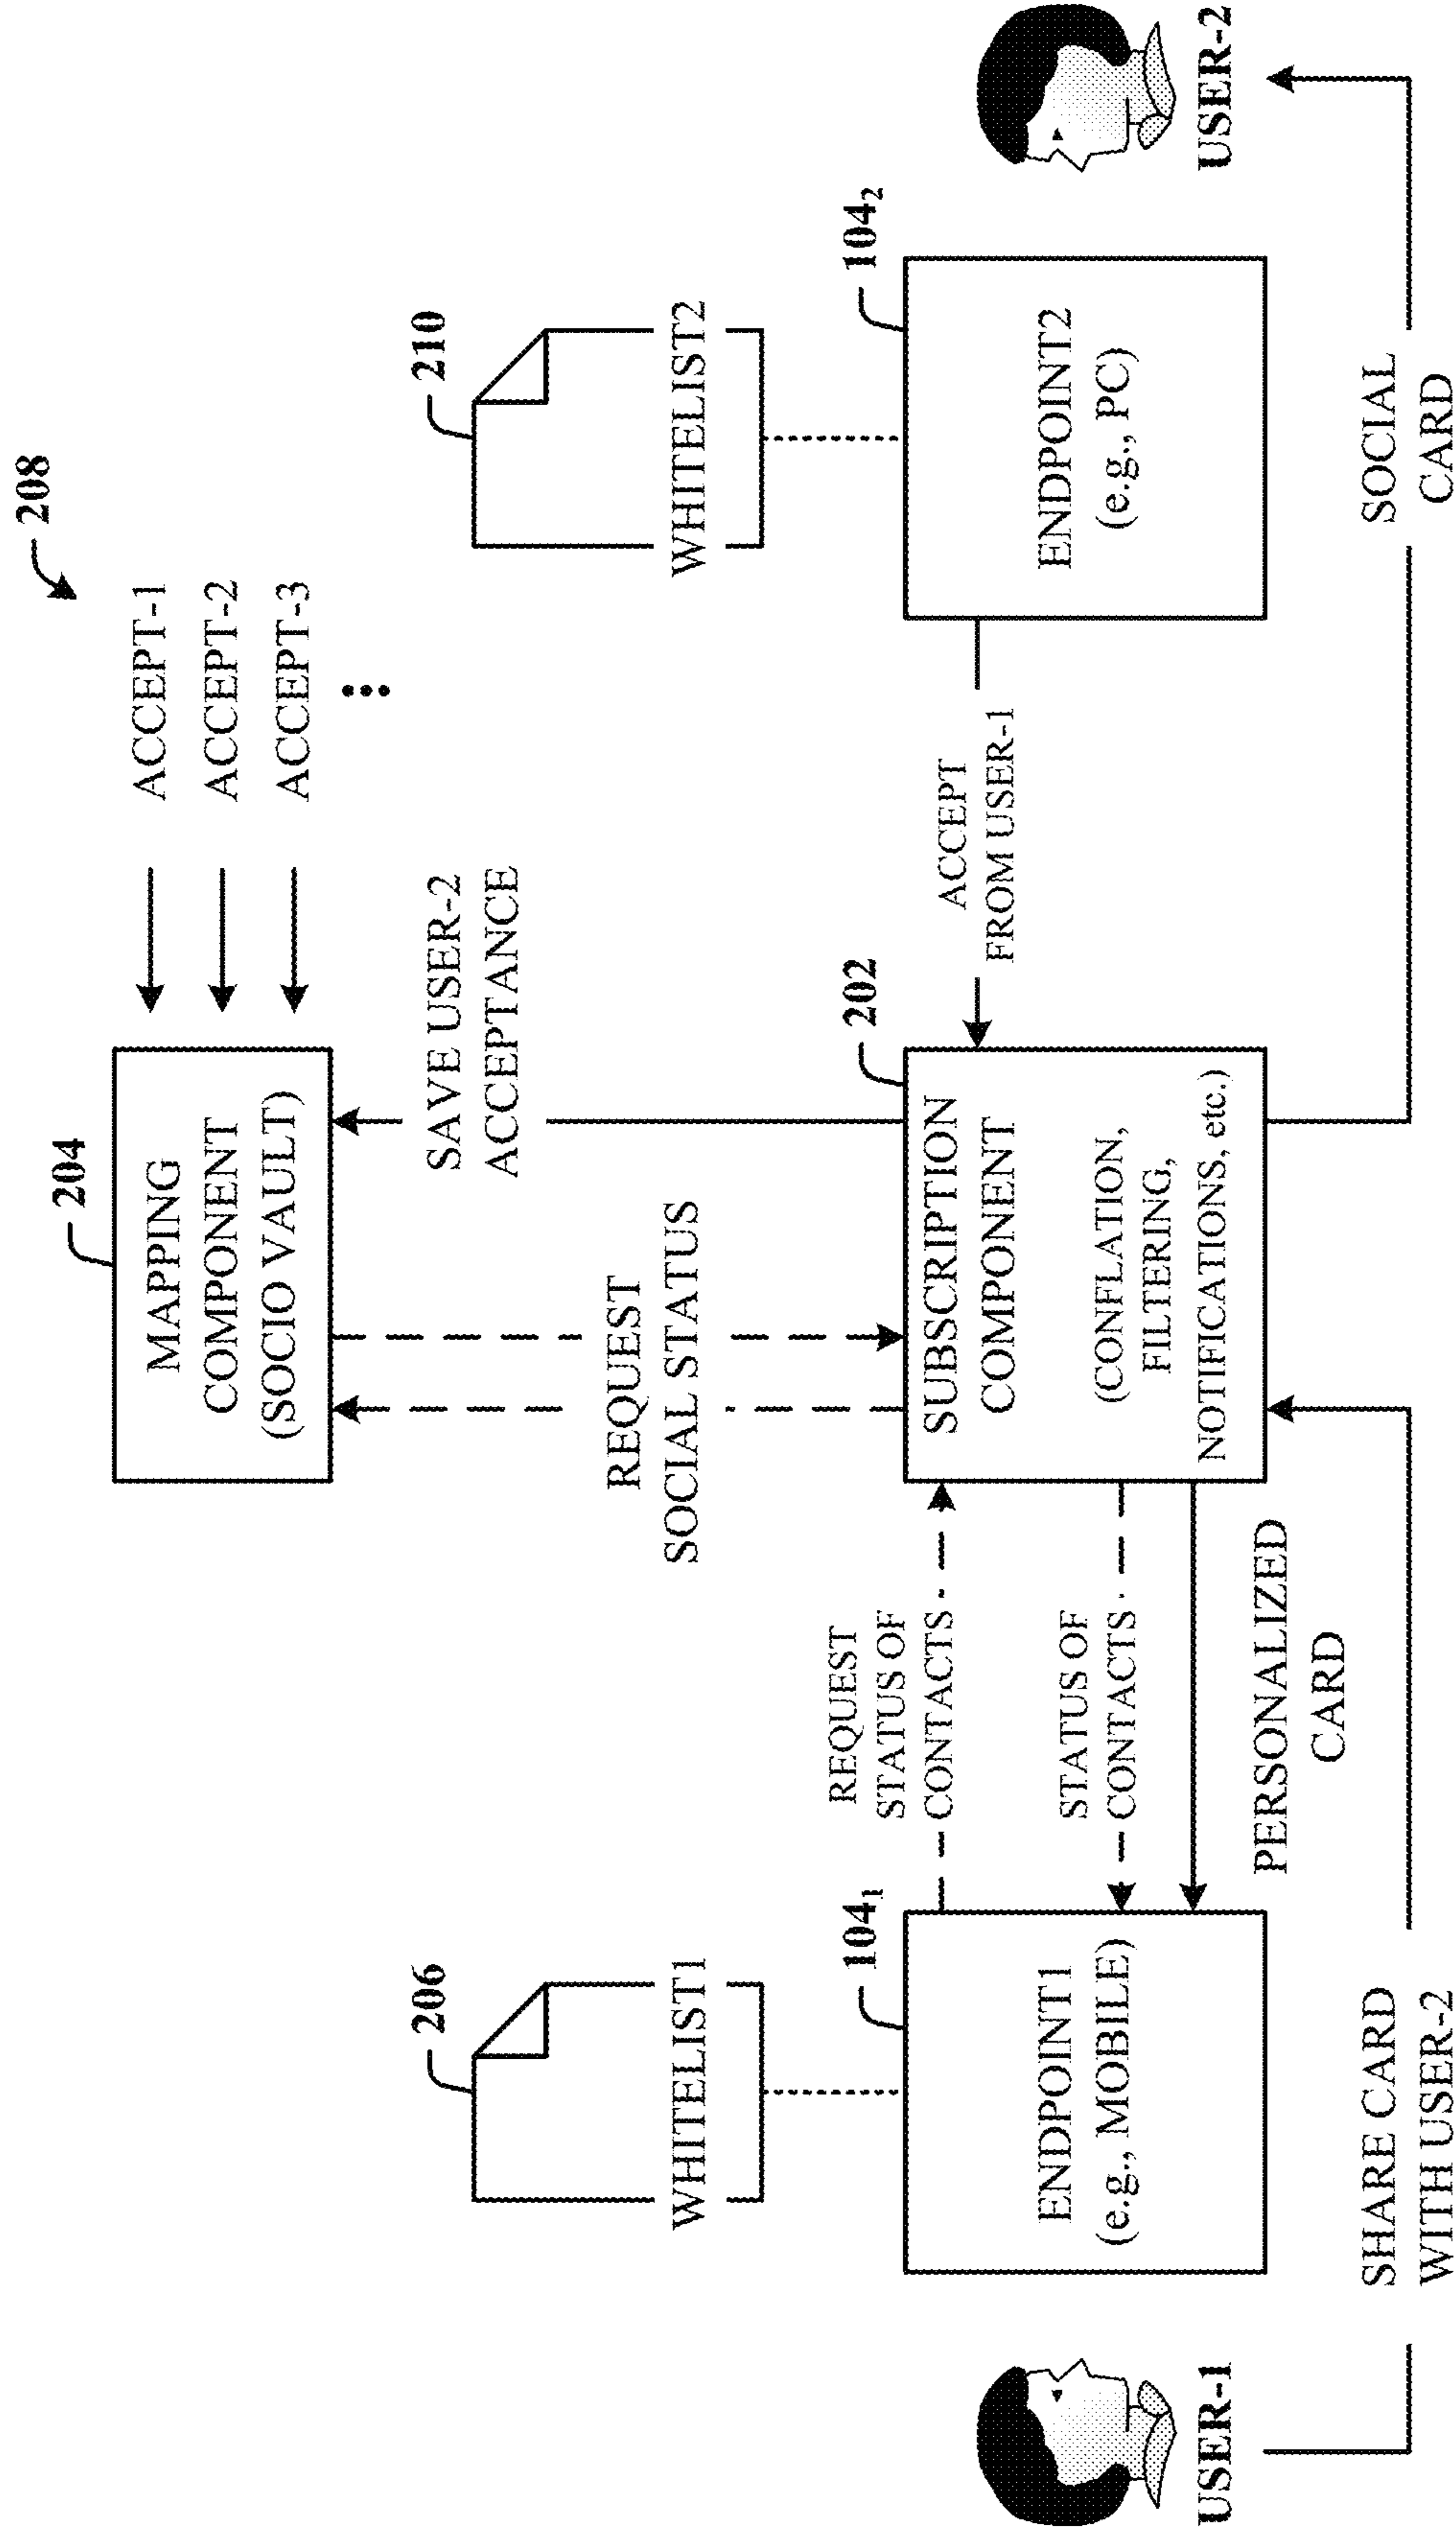 208
204
MAPPING
COMPONENT
(SOCIO VAULT)
ACCEPT-1
ACCEPT-2
ACCEPT-3
SAVE USER-2
ACCEPTANCE
REQUEST
SOCIAL STATUS
206
WHITELIST1
210
WHITELIST2
104₁
ENDPOINT1
(e.g., MOBILE)
REQUEST
STATUS OF
CONTACTS
STATUS OF
CONTACTS
PERSONALIZED
CARD
202
SUBSCRIPTION
COMPONENT
(CONFLATION,
FILTERING,
NOTIFICATIONS, etc.)
ACCEPT
FROM USER-1
104₂
ENDPOINT2
(e.g., PC)
USER-1
USER-2
SHARE CARD
WITH USER-2
SOCIAL
CARD